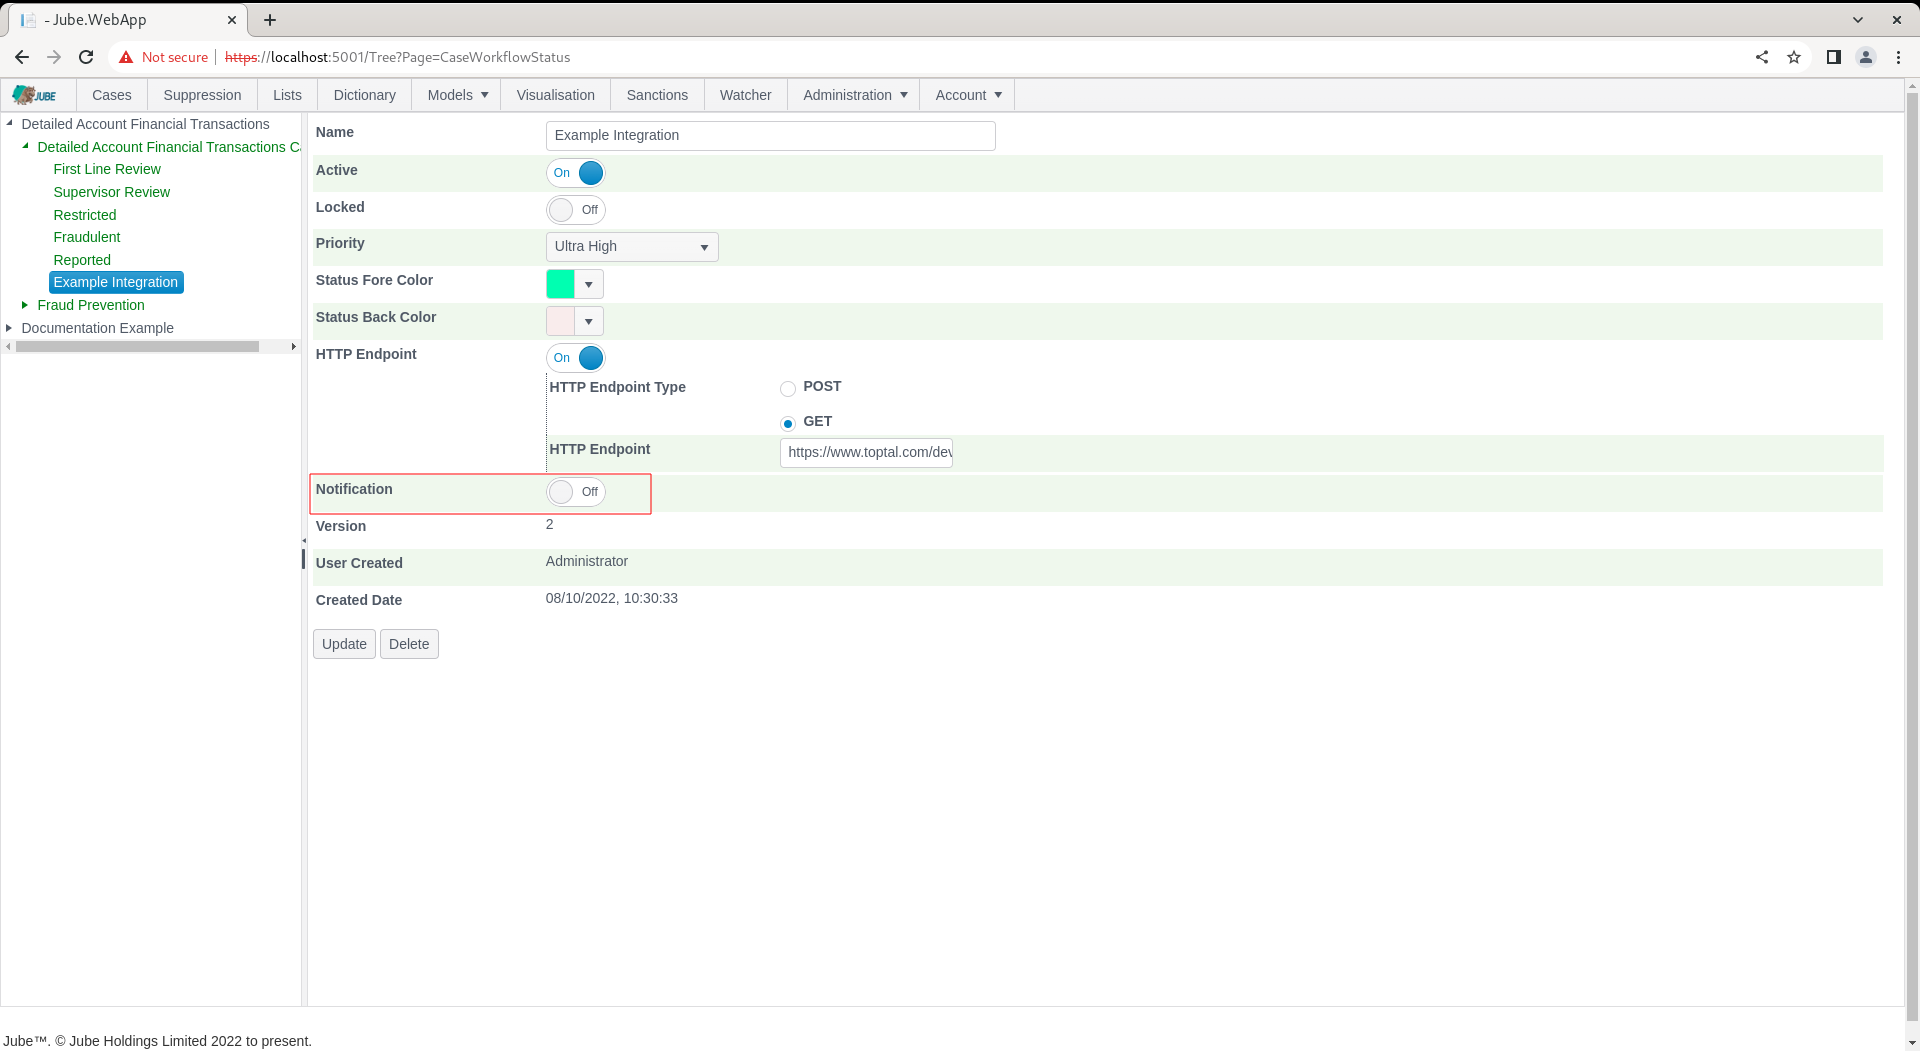 - Jube.WebApp
Not secure https://localhost:5001/Tree?Page=CaseWorkflowStatus
JUBE Cases Suppression Lists Dictionary Models Visualisation Sanctions Watcher Administration Account
Detailed Account Financial Transactions
Detailed Account Financial Transactions Ca
First Line Review
Supervisor Review
Restricted
Fraudulent
Reported
Example Integration
Fraud Prevention
Documentation Example
Name Example Integration
Active On
Locked Off
Priority Ultra High
Status Fore Color
Status Back Color
HTTP Endpoint On
HTTP Endpoint Type POST
GET
HTTP Endpoint https://www.toptal.com/dev
Notification Off
Version 2
User Created Administrator
Created Date 08/10/2022, 10:30:33
Update Delete
Jube™. © Jube Holdings Limited 2022 to present.